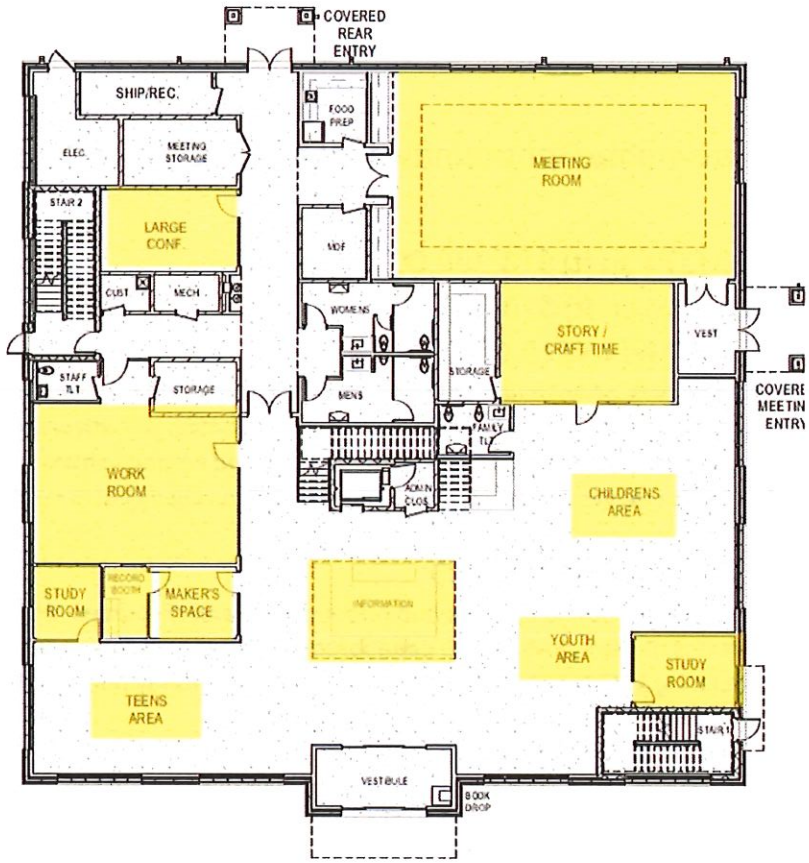 COVERED
REAR
ENTRY
SHIP/REC.
FOOD
PREP
ELEC.
MEETING
STORAGE
MEETING
ROOM
STAIR 2
LARGE
CONF.
MDF
CUST
MECH
WOMENS
STORAGE
STORY /
CRAFT TIME
VEST
STAFF
TLT
STORAGE
MENS
FAMILY
TLT
COVERE
MEETIN
ENTRY
WORK
ROOM
ADMIN
CLOS
CHILDRENS
AREA
STUDY
ROOM
RECORD
BOOTH
MAKER'S
SPACE
INFORMATION
YOUTH
AREA
STUDY
ROOM
TEENS
AREA
STAIR 1
VESTIBULE
BOOK
DROP